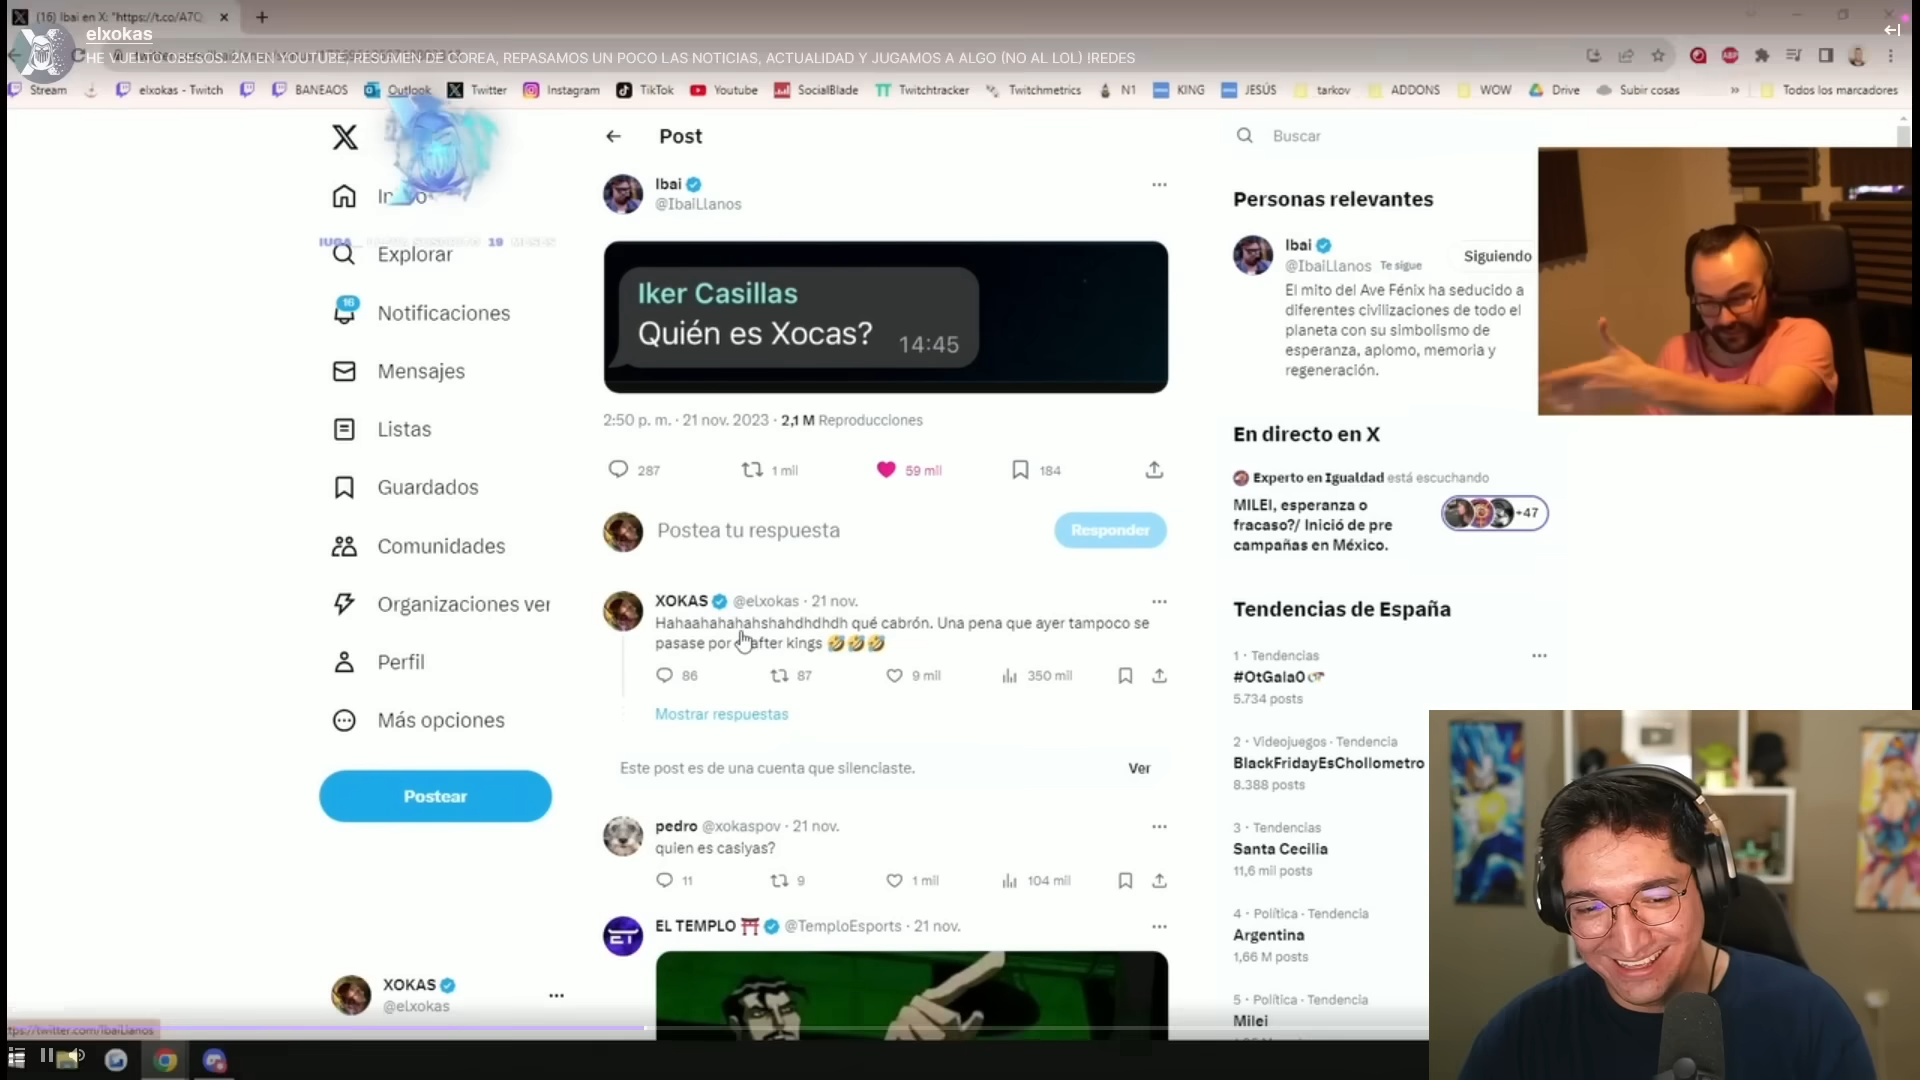 (16) Ibai en X: "https://t.co/A7Q
elxokas
HE VUELTO OBESOS. 2M EN YOUTUBE, RESUMEN DE COREA, REPASAMOS UN POCO LAS NOTICIAS, ACTUALIDAD Y JUGAMOS A ALGO (NO AL LOL) !REDES
Stream
elxokas - Twitch
BANEAOS
Outlook
Twitter
Instagram
TikTok
Youtube
SocialBlade
Twitchtracker
Twitchmetrics
N1
KING
JESÚS
tarkov
ADDONS
WOW
Drive
Subir cosas
»
Todos los marcadores
Explorar
16
Notificaciones
Mensajes
Listas
Guardados
Comunidades
Organizaciones ver
Perfil
Más opciones
Postear
XOKAS
@elxokas
Post
Ibai
@IbaiLlanos
Iker Casillas
Quién es Xocas?
14:45
2:50 p. m. · 21 nov. 2023 · 2,1 M Reproducciones
287
1 mil
59 mil
184
Postea tu respuesta
Responder
XOKAS @elxokas · 21 nov.
Hahaahahahahshahdhdhdh qué cabrón. Una pena que ayer tampoco se
pasase por after kings 🤣🤣🤣
86
87
9 mil
350 mil
Mostrar respuestas
Este post es de una cuenta que silenciaste.
Ver
pedro @xokaspov · 21 nov.
quien es casiyas?
11
9
1 mil
104 mil
EL TEMPLO ⛩️ @TemploEsports · 21 nov.
ET
Buscar
Personas relevantes
Ibai
@IbaiLlanos Te sigue
Siguiendo
El mito del Ave Fénix ha seducido a
diferentes civilizaciones de todo el
planeta con su simbolismo de
esperanza, aplomo, memoria y
regeneración.
En directo en X
Experto en Igualdad está escuchando
MILEI, esperanza o
fracaso?/ Inició de pre
campañas en México.
+47
Tendencias de España
1 · Tendencias
#OtGala0
5.734 posts
2 · Videojuegos · Tendencia
BlackFridayEsChollometro
8.388 posts
3 · Tendencias
Santa Cecilia
11,6 mil posts
4 · Política · Tendencia
Argentina
1,66 M posts
5 · Política · Tendencia
Milei
ttps://twitter.com/IbaiLlanos